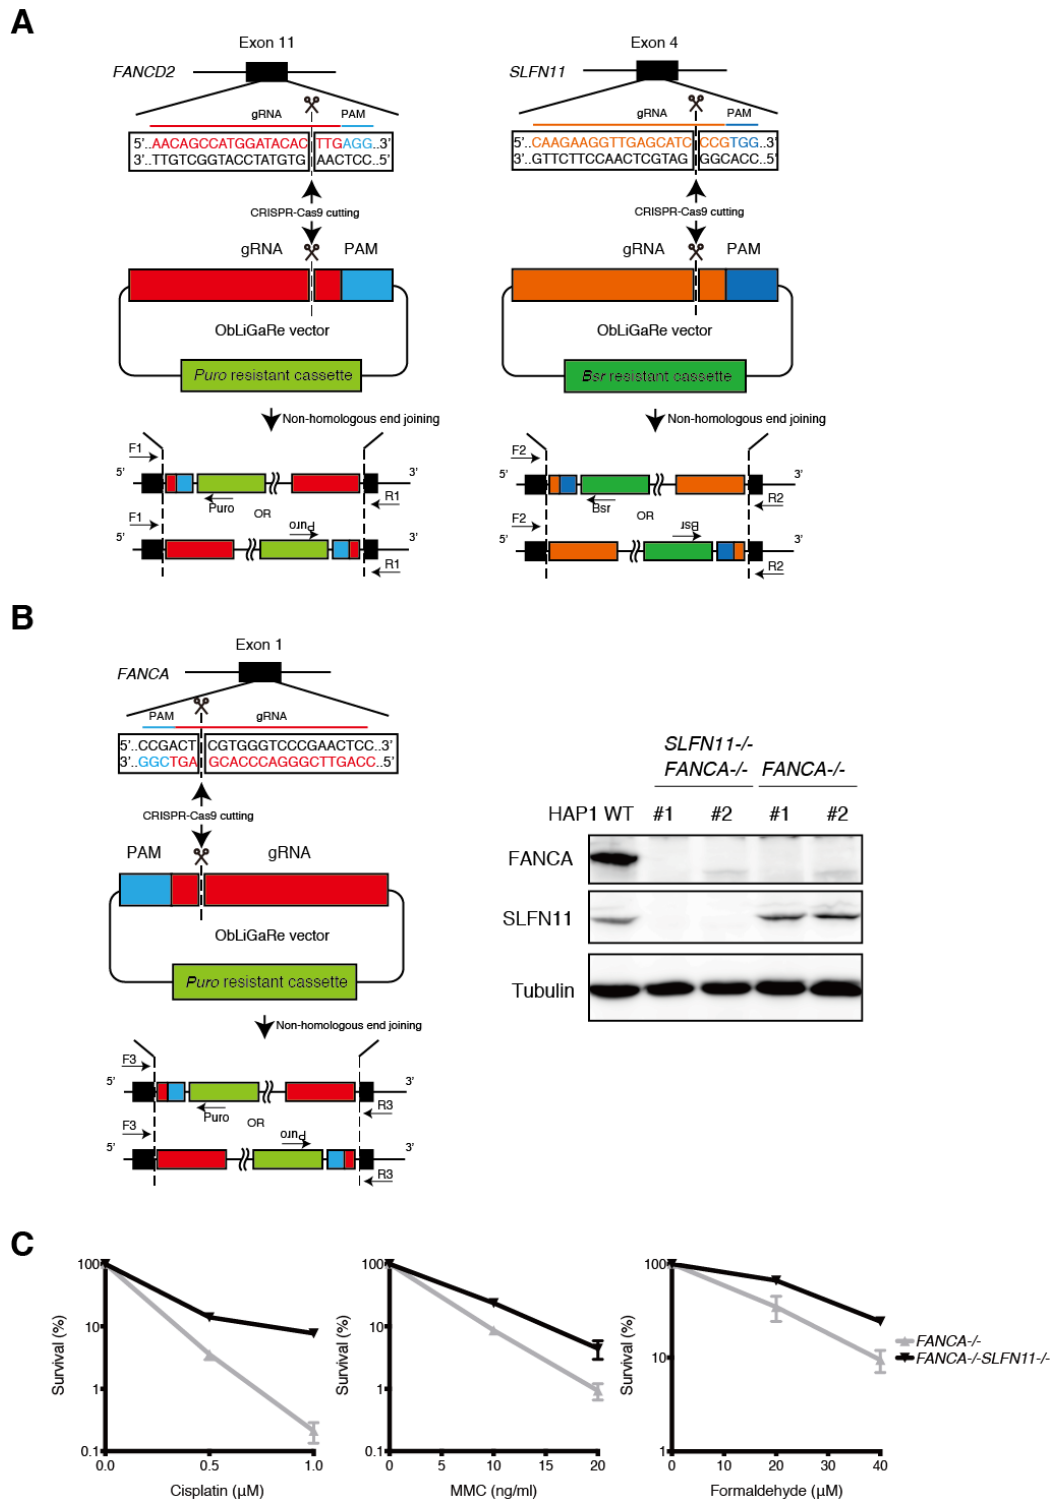 A
Exon 11
FANCD2
gRNA
PAM
5'..AACAGCCATGGATACAC TTGAGG..3'
3'..TTGTCGGTACCTATGTG AACTCC..5'
CRISPR-Cas9 cutting
gRNA
PAM
ObLiGaRe vector
Puro resistant cassette
Non-homologous end joining
F1
5'
3'
Puro
R1
OR
F1
Puro
5'
3'
R1
Exon 4
SLFN11
gRNA
PAM
5'..CAAGAAGGTTGAGCATC CCGTGG..3'
3'..GTTCTTCCAACTCGTAG GGCACC..5'
CRISPR-Cas9 cutting
gRNA
PAM
ObLiGaRe vector
Bsr resistant cassette
Non-homologous end joining
F2
5'
3'
Bsr
R2
OR
F2
Bsr
5'
3'
R2
B
Exon 1
FANCA
PAM
gRNA
5'..CCGACT CGTGGGTCCCGAACTCC..3'
3'..GGCTGA GCACCCAGGGCTTGACC..5'
CRISPR-Cas9 cutting
PAM
gRNA
ObLiGaRe vector
Puro resistant cassette
Non-homologous end joining
F3
5'
3'
Puro
R3
OR
F3
Puro
5'
3'
R3
SLFN11-/-
FANCA-/- FANCA-/-
HAP1 WT #1 #2 #1 #2
FANCA
SLFN11
Tubulin
C
Survival (%)
100
10
1
0.1
0.0 0.5 1.0
Cisplatin (μM)
Survival (%)
100
10
1
0.1
0 5 10 15 20
MMC (ng/ml)
Survival (%)
100
10
1
0 10 20 30 40
Formaldehyde (μM)
FANCA-/-
FANCA-/-SLFN11-/-